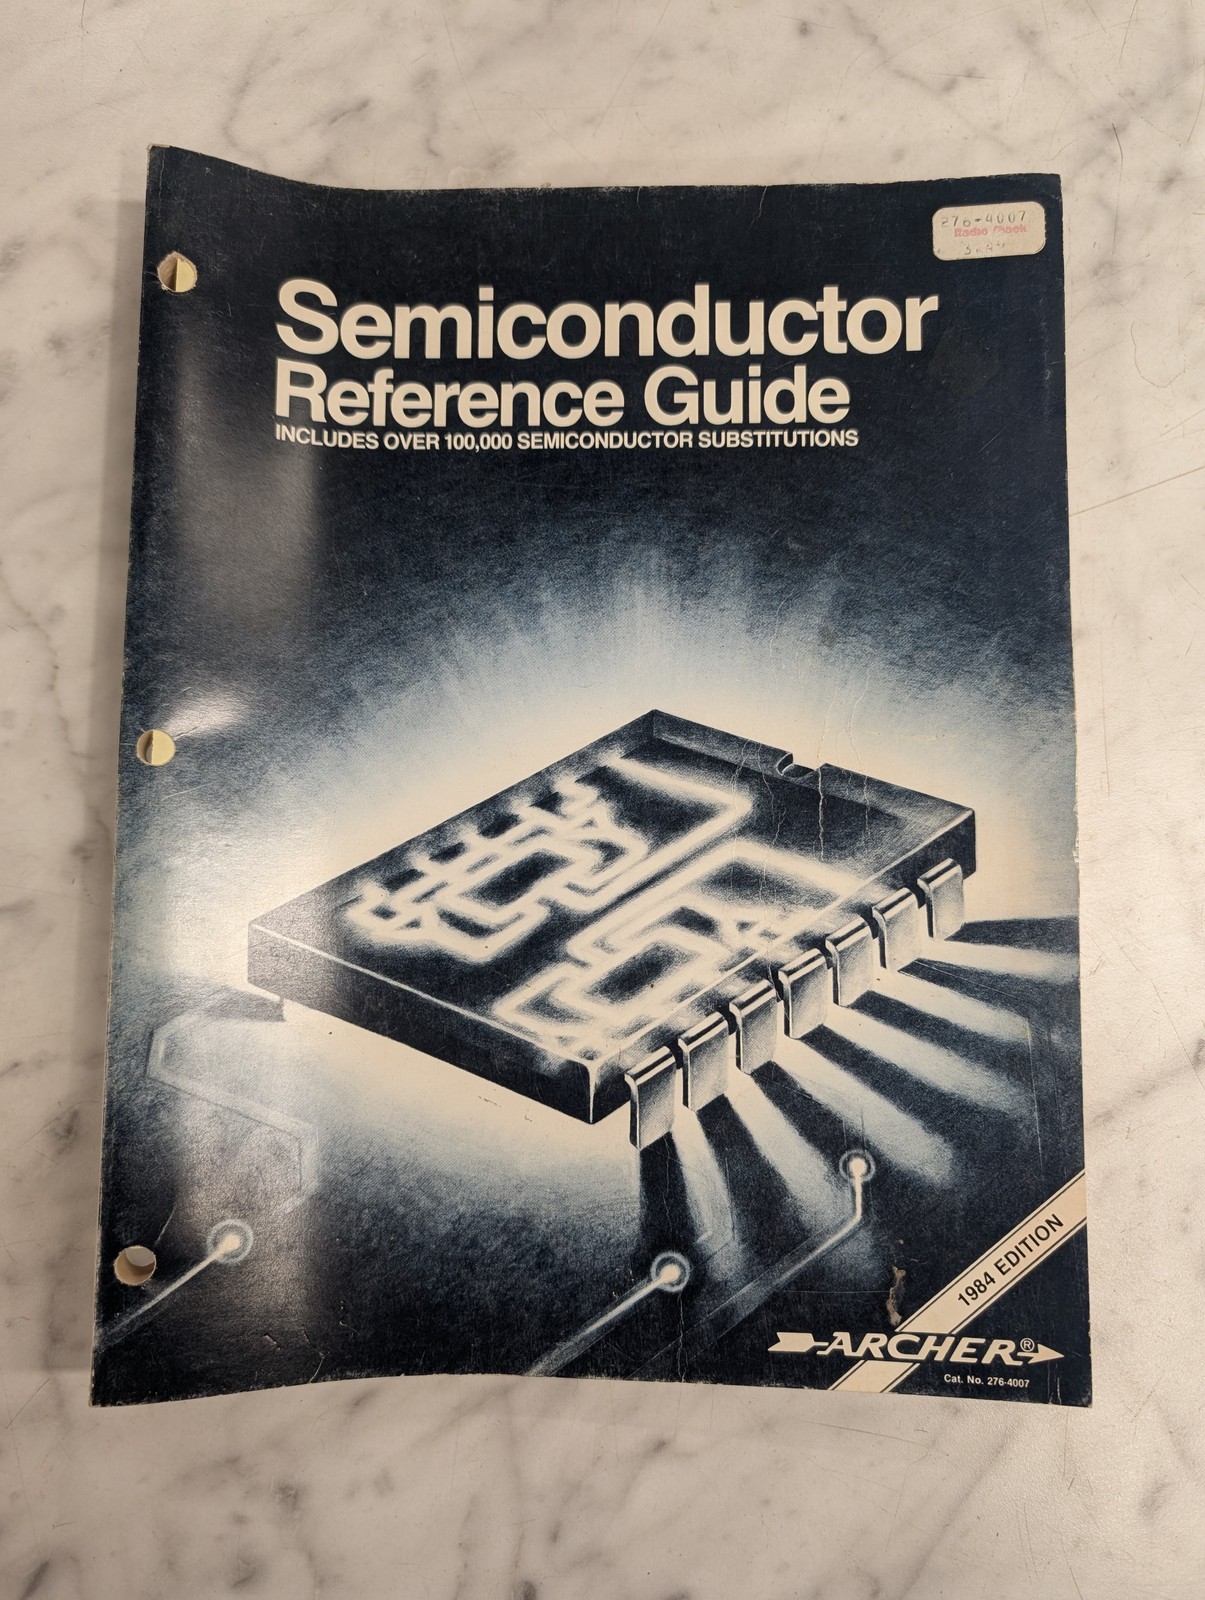 276-4007
Radio Shack
Semiconductor
Reference Guide
INCLUDES OVER 100,000 SEMICONDUCTOR SUBSTITUTIONS
1984 EDITION
ARCHER®
Cat. No. 276-4007